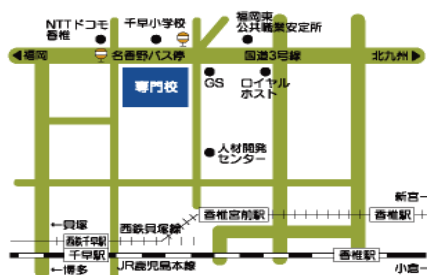 NTTドコモ
香椎
千早小学校
福岡東
公共職業安定所
福岡
名香野バス停
国道3号線
北九州
専門校
GS
ロイヤル
ホスト
人材開発
センター
新宮
香椎宮前駅
香椎駅
←貝塚
西鉄貝塚線
西鉄千早駅
千早駅
香椎駅
←博多
JR鹿児島本線
小倉